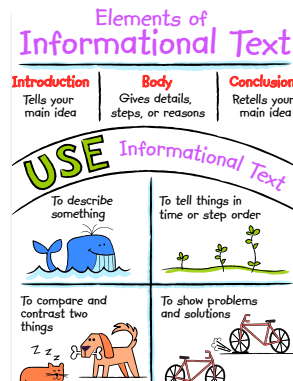 Elements of
Informational Text
Introduction
Tells your
main idea
Body
Gives details,
steps, or reasons
Conclusion
Retells your
main idea
USE Informational Text
To describe
something
To tell things in
time or step order
To compare and
contrast two
things
z z z
To show problems
and solutions